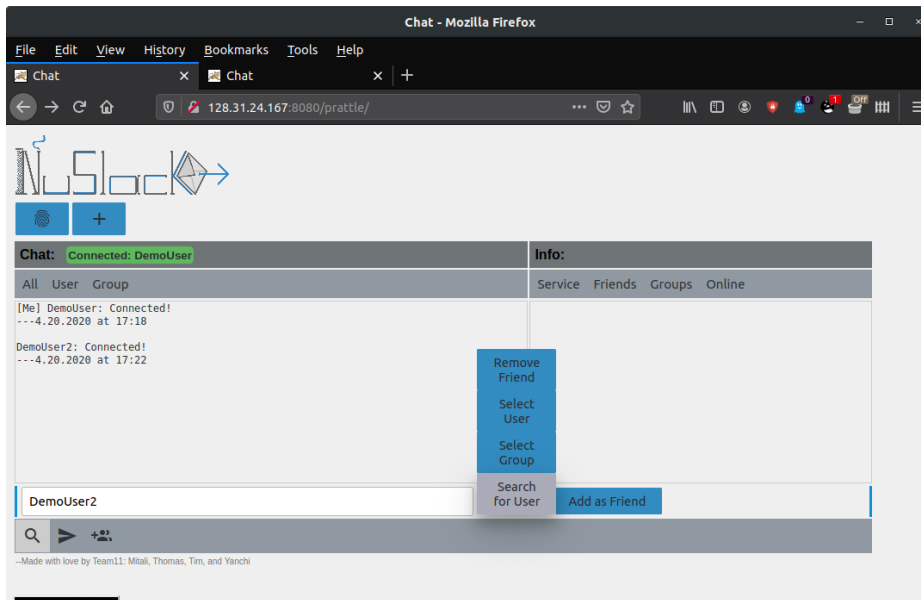 Chat - Mozilla Firefox
File Edit View History Bookmarks Tools Help
Chat Chat
128.31.24.167:8080/prattle/
0 1 Off
NuSlack
Chat: Connected: DemoUser Info:
All User Group Service Friends Groups Online
[Me] DemoUser: Connected!
---4.20.2020 at 17:18
DemoUser2: Connected!
---4.20.2020 at 17:22
Remove
Friend
Select
User
Select
Group
Search
for User
DemoUser2 Add as Friend
--Made with love by Team11: Mitali, Thomas, Tim, and Yanchi